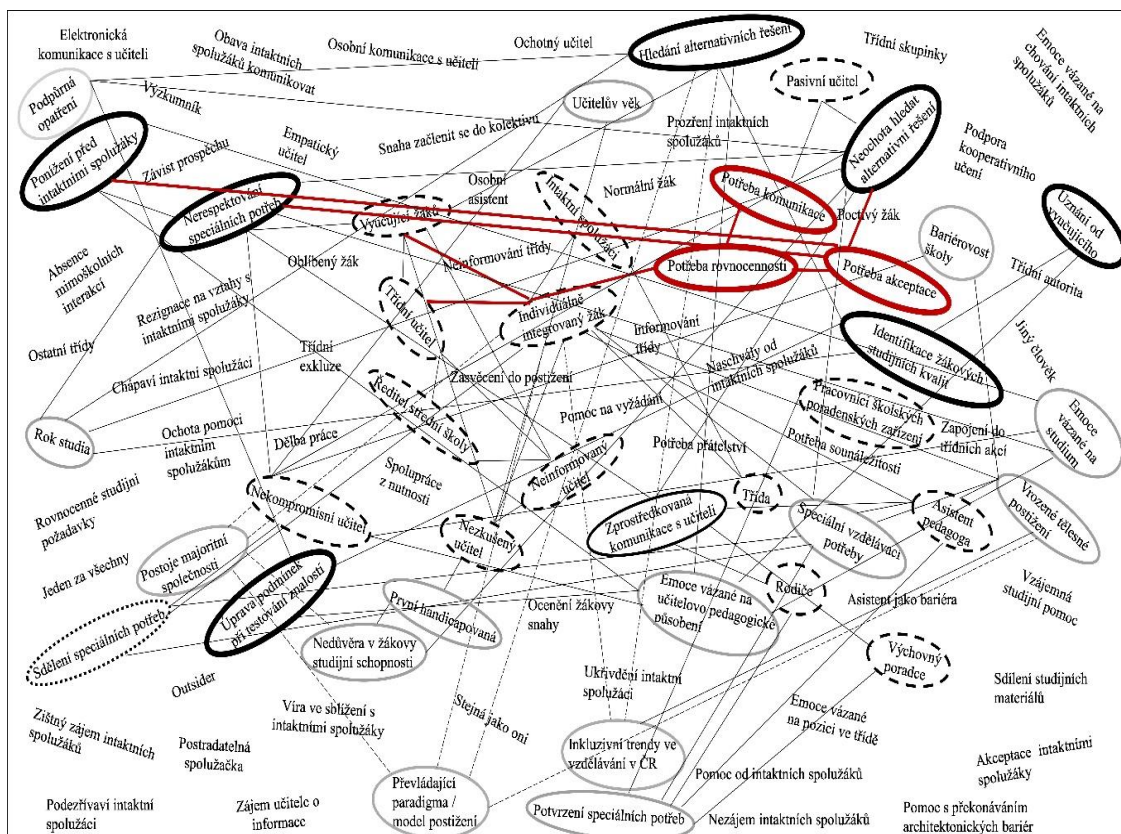 Elektronická
komunikace s učiteli
Obava intaktních
spolužáků komunikovat
Osobní komunikace s učiteli
Ochotný učitel
Hledání alternativních řešení
Třídní skupinky
Emoce vázané na
chování intaktních
spolužáků
Podpůrná
opatření
Výzkumník
Učitelův věk
Pasivní učitel
Ponížení před
intaktními spolužáky
Závist prospěchu
Empatický
učitel
Snaha začlenit se do kolektivu
Prozření intaktních
spolužáků
Neochota hledat
alternativní řešení
Podpora
kooperativního
učení
Nerespektování
speciálních potřeb
Vyučující žáků
Osobní
asistent
Intaktní spolužáci
Normální žák
Potřeba komunikace
Poctivý žák
Bariérovost
školy
Uznání od
vyučujícího
Absence
mimoškolních
interakcí
Oblíbený žák
Neinformování třídy
Potřeba rovnocennosti
Potřeba akceptace
Třídní autorita
Rezignace na vztahy s
intaktními spolužáky
Třídní učitel
Individuálně
integrovaný žák
Informování
třídy
Identifikace žákových
studijních kvalit
Jiný člověk
Ostatní třídy
Chápaví intaktní spolužáci
Třídní
exkluze
Zasvěcení do postižení
Naschvály od
intaktních spolužáků
Pracovníci školských
poradenských zařízení
Rok studia
Ochota pomoci
intaktním
spolužákům
Dělba práce
Ředitel střední školy
Pomoc na vyžádání
Potřeba přátelství
Potřeba sounáležitosti
Zapojení do
třídních akcí
Emoce
vázané na
studium
Rovnocenné studijní
požadavky
Nekompromisní učitel
Spolupráce
z nutnosti
Neinformovaný
učitel
Třída
Vrozené tělesné
postižení
Postoje majoritní
společnosti
Nezkušený
učitel
Zprostředkovaná
komunikace s učiteli
Speciální vzdělávací
potřeby
Asistent
pedagoga
Jeden za všechny
Úprava podmínek
při testování znalostí
První handicapovaná
Ocenění žákovy
snahy
Emoce vázané na
učitelovo pedagogické
působení
Rodiče
Asistent jako bariéra
Vzájemná
studijní pomoc
Sdělení speciálních potřeb
Nedůvěra v žákovy
studijní schopnosti
Výchovný
poradce
Outsider
Ukřivdění intaktní
spolužáci
Sdílení studijních
materiálů
Zištný zájem intaktních
spolužáků
Víra ve sblížení s
intaktními spolužáky
Stejná jako oni
Emoce vázané
na pozici ve třídě
Postradatelná
spolužačka
Inkluzivní trendy ve
vzdělávání v ČR
Akceptace intaktními
spolužáky
Podezřívaví intaktní
spolužáci
Zájem učitele o
informace
Převládající
paradigma /
model postižení
Pomoc od intaktních spolužáků
Potvrzení speciálních potřeb
Nezájem intaktních spolužáků
Pomoc s překonáváním
architektonických bariér